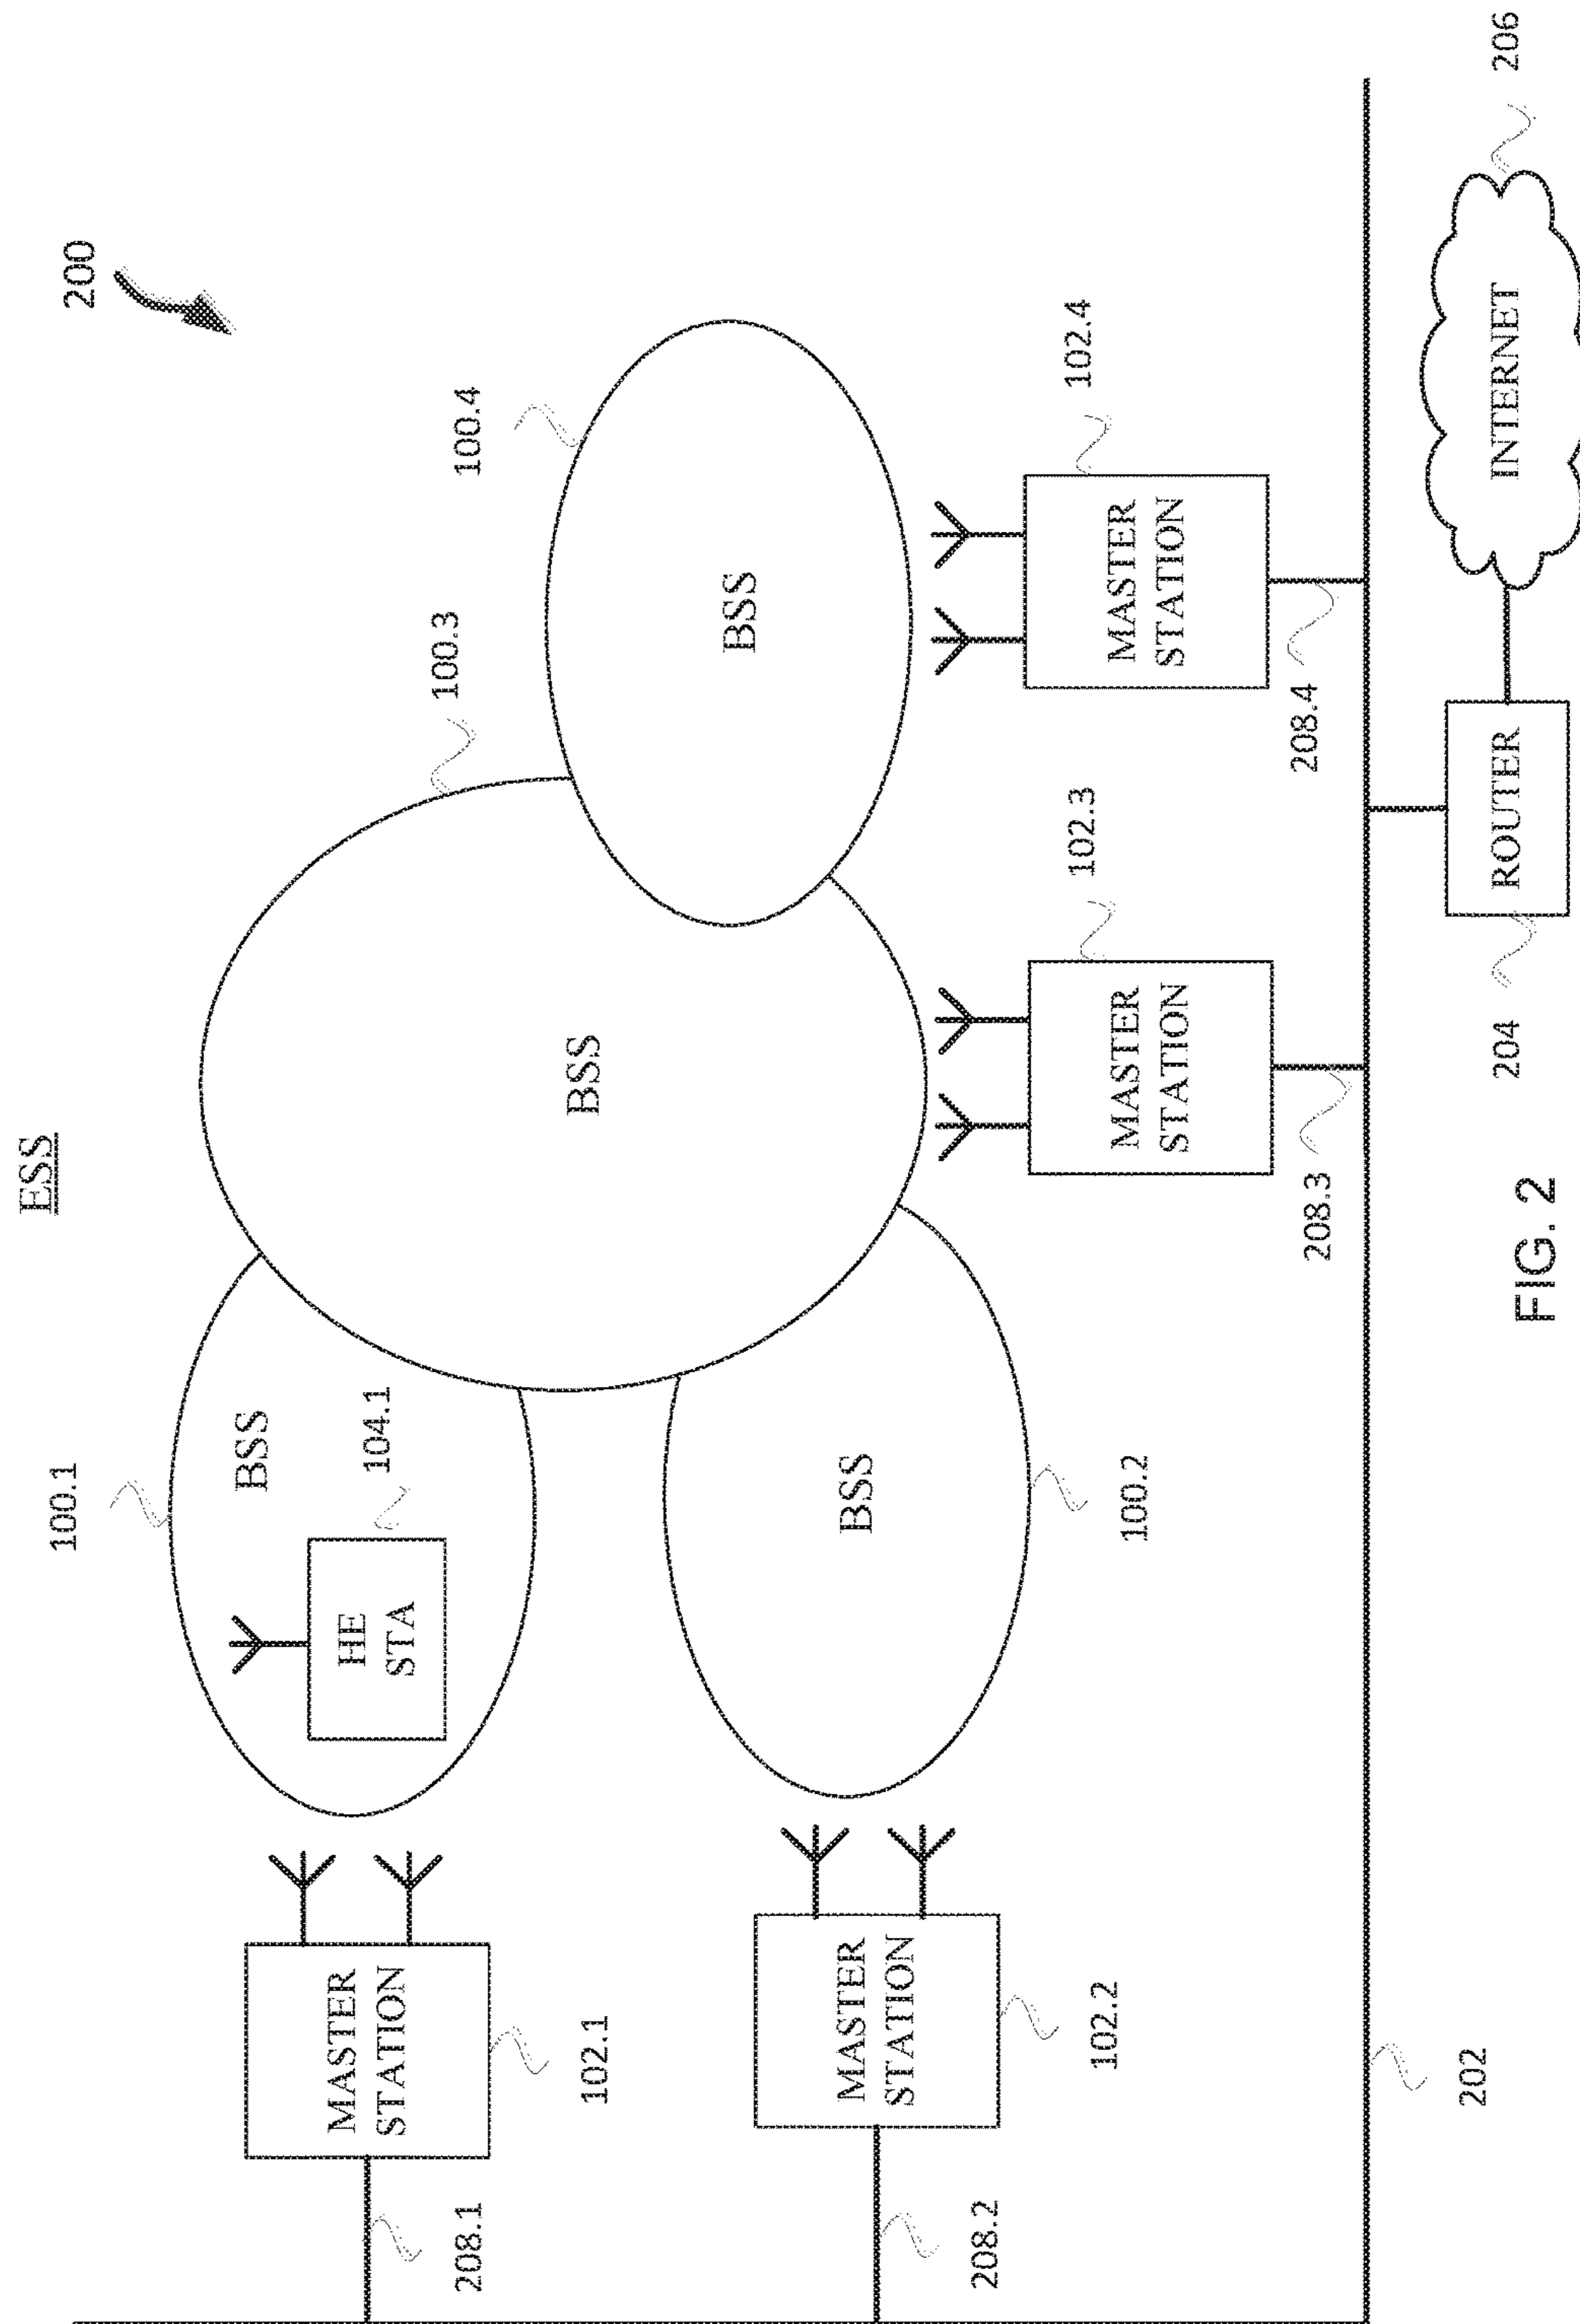 ESS
200
100.1
BSS
104.1
HE
STA
MASTER
STATION
102.1
208.1
100.3
BSS
100.4
BSS
BSS
100.2
MASTER
STATION
102.2
208.2
MASTER
STATION
102.3
208.3
MASTER
STATION
102.4
208.4
202
204
ROUTER
INTERNET
206
FIG. 2